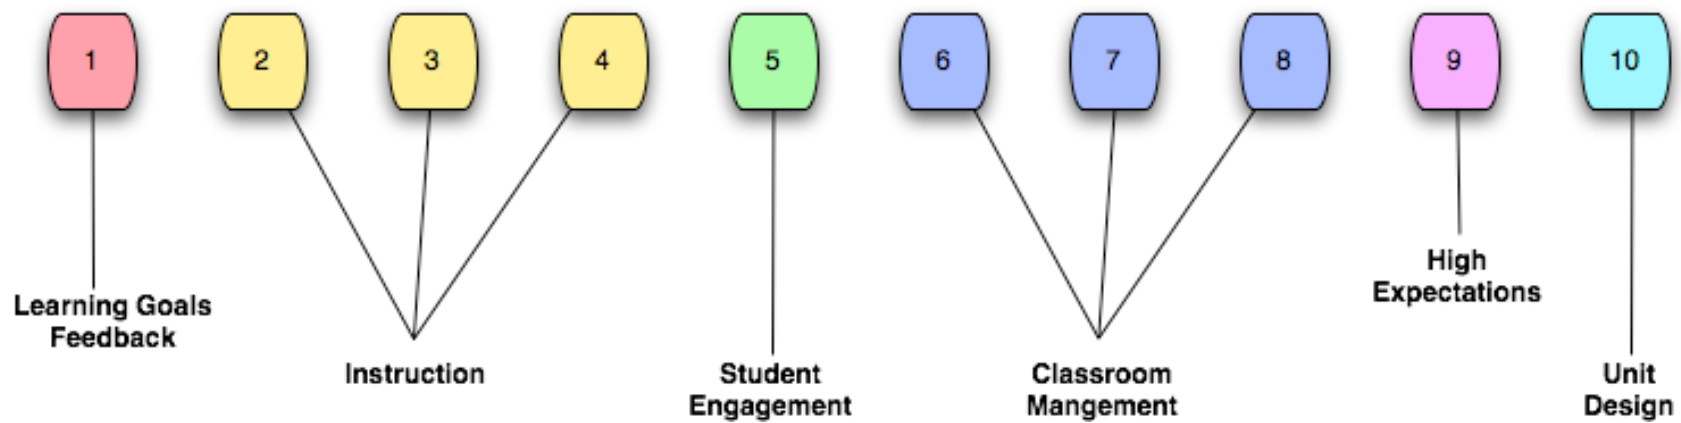 1 2 3 4 5 6 7 8 9 10
Learning Goals
Feedback
Instruction
Student
Engagement
Classroom
Mangement
High
Expectations
Unit
Design